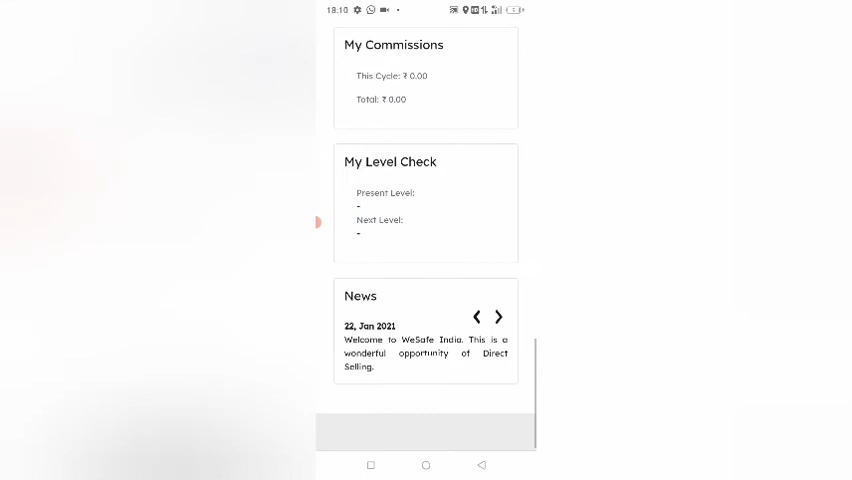 18:10
My Commissions
This Cycle: ₹ 0.00
Total: ₹ 0.00
My Level Check
Present Level:
-
Next Level:
-
News
22, Jan 2021
Welcome to WeSafe India. This is a
wonderful opportunity of Direct
Selling.